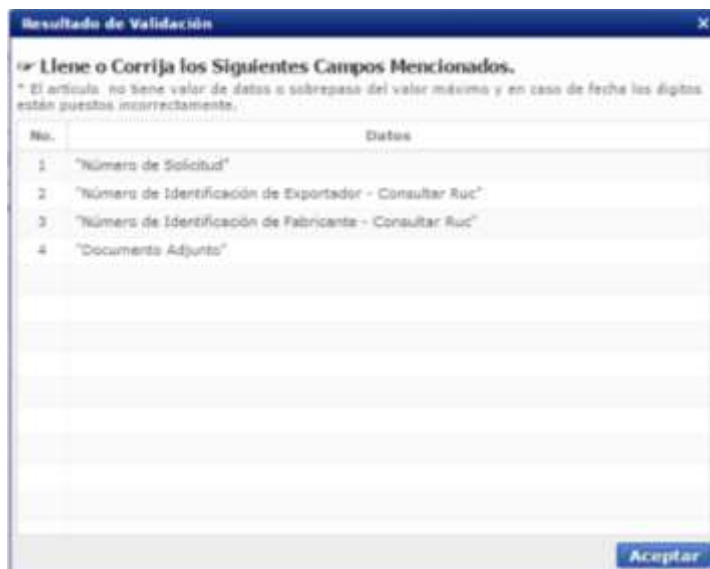 Resultado de Validación
☞ Llene o Corrija los Siguientes Campos Mencionados.
* El artículo no tiene valor de datos o sobrepaso del valor máximo y en caso de fecha los digitos
están puestos incorrectamente.
No. Datos
1 "Número de Solicitud"
2 "Número de Identificación de Exportador - Consultar Ruc"
3 "Número de Identificación de Fabricante - Consultar Ruc"
4 "Documento Adjunto"
Aceptar